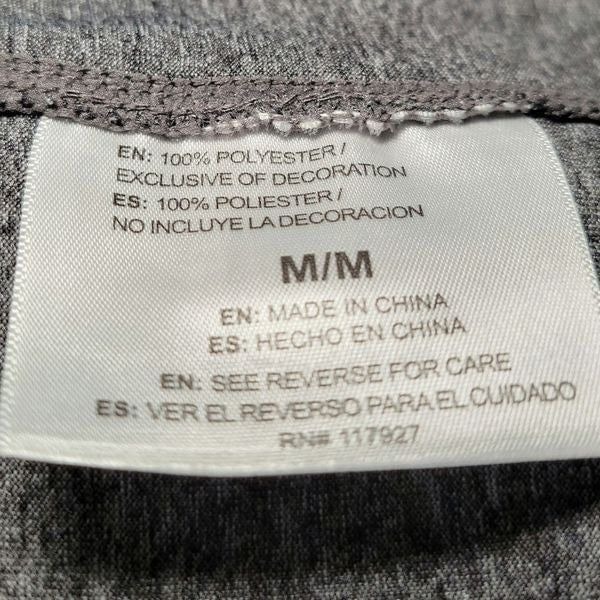 EN: 100% POLYESTER /
EXCLUSIVE OF DECORATION
ES: 100% POLIESTER /
NO INCLUYE LA DECORACION
M/M
EN: MADE IN CHINA
ES: HECHO EN CHINA
EN: SEE REVERSE FOR CARE
ES: VER EL REVERSO PARA EL CUIDADO
RN# 117927